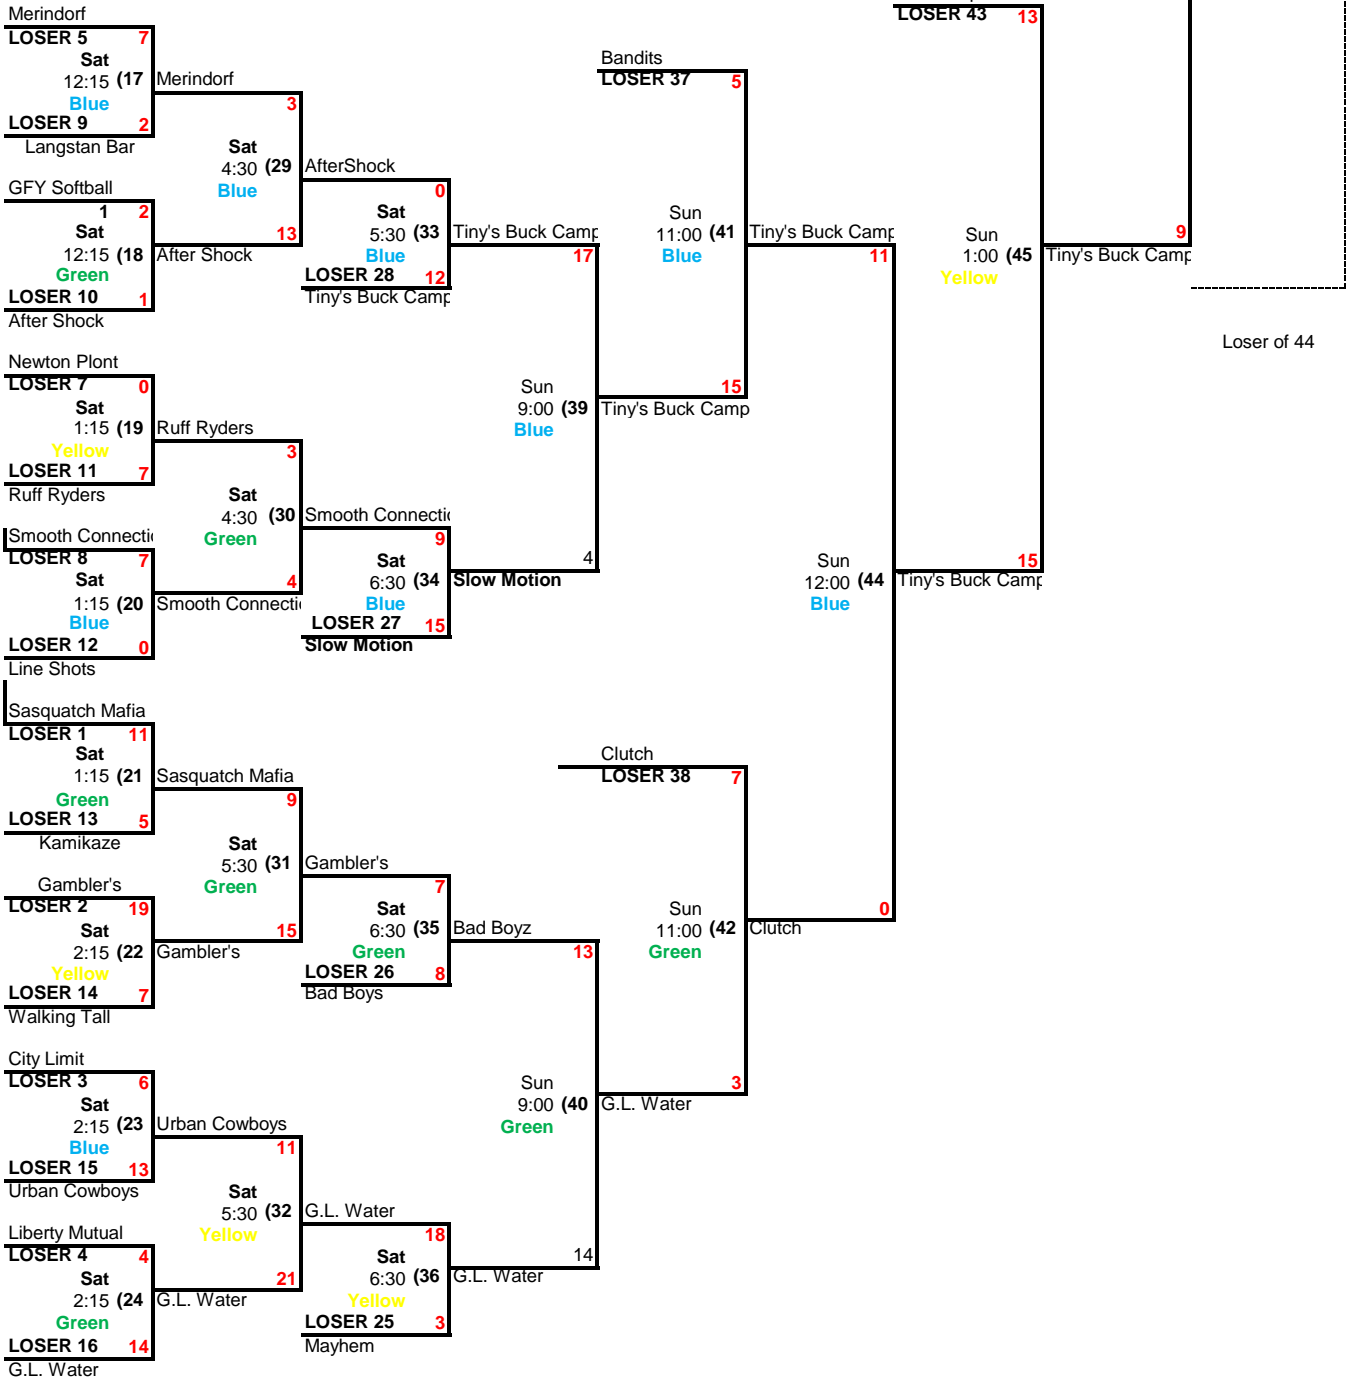 Merindorf
LOSER 5 7
Sat
12:15 (17
Blue
LOSER 9 2
Langstan Bar
Merindorf
3
GFY Softball
1 2
Sat
12:15 (18
Green
LOSER 10 1
After Shock
After Shock
13
Sat
4:30 (29
Blue
AfterShock
0
Sat
5:30 (33
Blue
LOSER 28 12
Tiny's Buck Camp
Tiny's Buck Camp
17
Newton Plont
LOSER 7 0
Sat
1:15 (19
Yellow
LOSER 11 7
Ruff Ryders
Ruff Ryders
3
Smooth Connectio
LOSER 8 7
Sat
1:15 (20
Blue
LOSER 12 0
Line Shots
Smooth Connectio
4
Sat
4:30 (30
Green
Smooth Connectio
9
Sat
6:30 (34
Blue
LOSER 27 15
Slow Motion
Slow Motion
4
Sun
9:00 (39
Blue
Tiny's Buck Camp
15
Bandits
LOSER 37 5
Sun
11:00 (41
Blue
Tiny's Buck Camp
11
Sasquatch Mafia
LOSER 1 11
Sat
1:15 (21
Green
LOSER 13 5
Kamikaze
Sasquatch Mafia
9
Gambler's
LOSER 2 19
Sat
2:15 (22
Yellow
LOSER 14 7
Walking Tall
Gambler's
15
Sat
5:30 (31
Green
Gambler's
7
Sat
6:30 (35
Green
LOSER 26 8
Bad Boys
Bad Boyz
13
City Limit
LOSER 3 6
Sat
2:15 (23
Blue
LOSER 15 13
Urban Cowboys
Urban Cowboys
11
Liberty Mutual
LOSER 4 4
Sat
2:15 (24
Green
LOSER 16 14
G.L. Water
G.L. Water
21
Sat
5:30 (32
Yellow
G.L. Water
18
Sat
6:30 (36
Yellow
LOSER 25 3
Mayhem
G.L. Water
14
Sun
9:00 (40
Green
G.L. Water
3
Clutch
LOSER 38 7
Sun
11:00 (42
Green
Clutch
0
Sun
12:00 (44
Blue
Tiny's Buck Camp
15
LOSER 43 13
Sun
1:00 (45
Yellow
Tiny's Buck Camp
9
Loser of 44